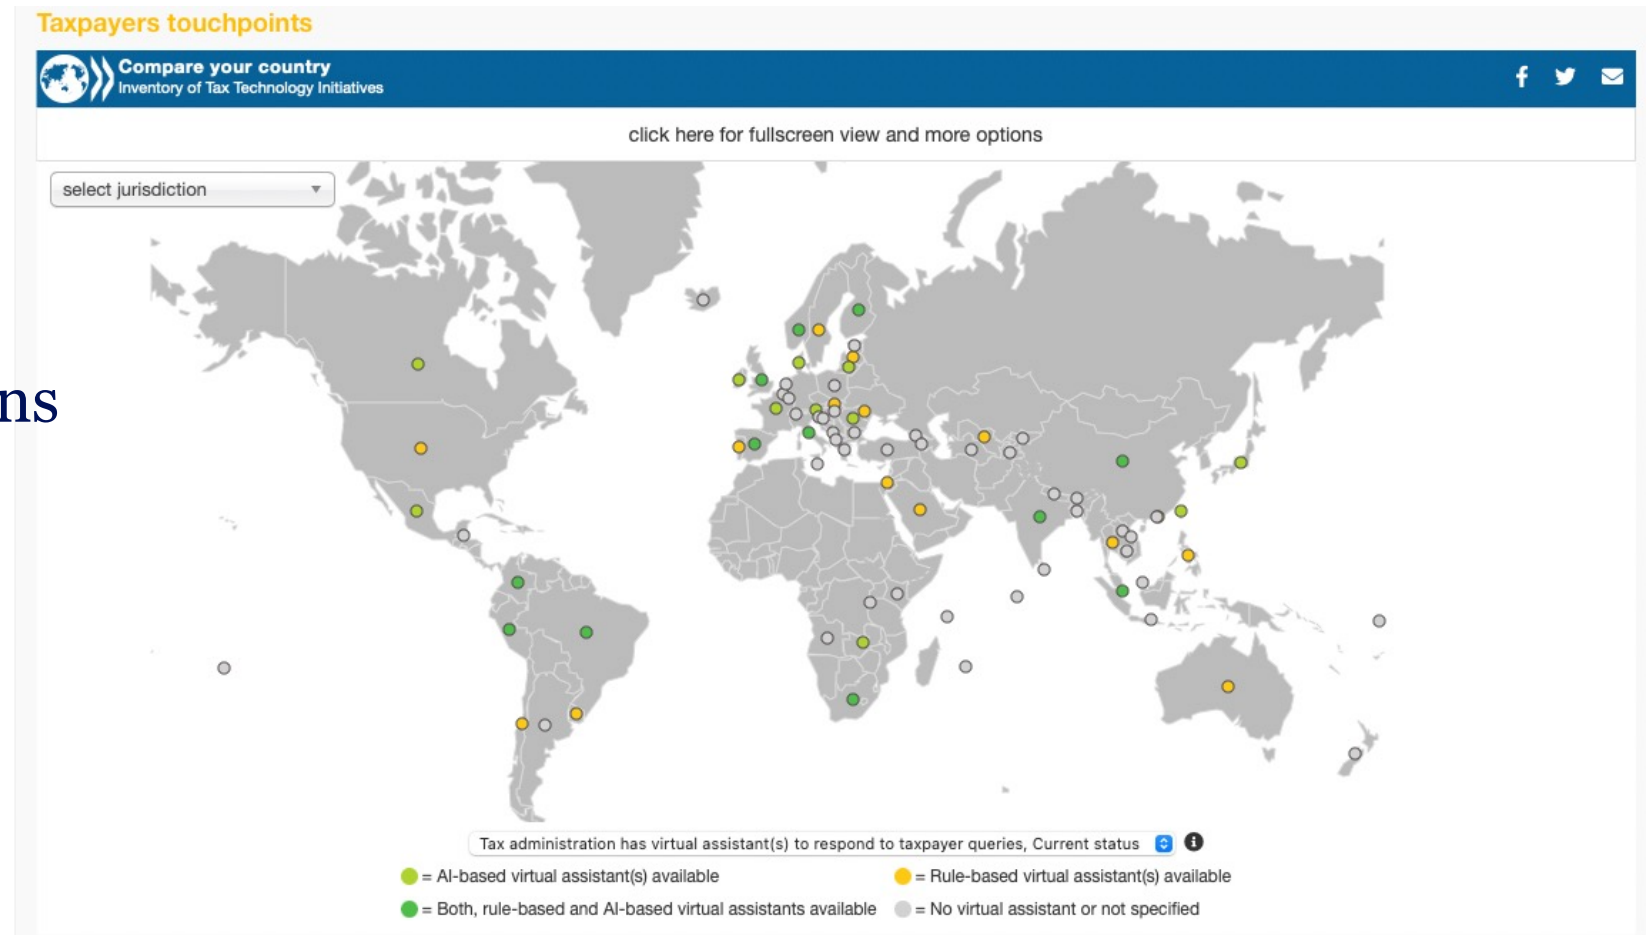 Taxpayers touchpoints
Compare your country
Inventory of Tax Technology Initiatives
click here for fullscreen view and more options
select jurisdiction
ns
Tax administration has virtual assistant(s) to respond to taxpayer queries, Current status
= AI-based virtual assistant(s) available
= Rule-based virtual assistant(s) available
= Both, rule-based and AI-based virtual assistants available
= No virtual assistant or not specified